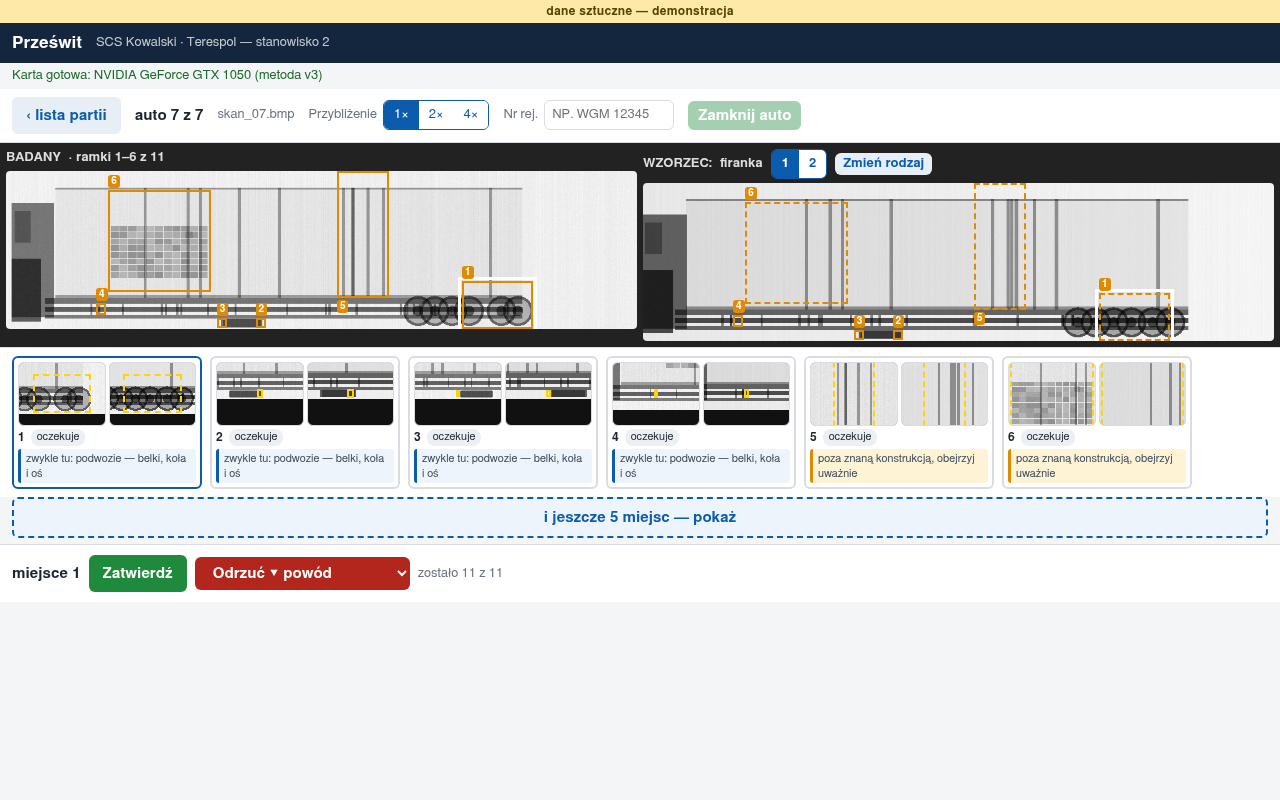 dane sztuczne — demonstracja
Prześwit SCS Kowalski · Terespol — stanowisko 2
Karta gotowa: NVIDIA GeForce GTX 1050 (metoda v3)
‹ lista partii auto 7 z 7 skan_07.bmp Przybliżenie 1× 2× 4× Nr rej. NP. WGM 12345 Zamknij auto
BADANY · ramki 1–6 z 11
WZORZEC: firanka 1 2 Zmień rodzaj
6
1
4
3 2
5
6
1
4
3 2
5
1 oczekuje
zwykle tu: podwozie — belki, koła
i oś
2 oczekuje
zwykle tu: podwozie — belki, koła
i oś
3 oczekuje
zwykle tu: podwozie — belki, koła
i oś
4 oczekuje
zwykle tu: podwozie — belki, koła
i oś
5 oczekuje
poza znaną konstrukcją, obejrzyj
uważnie
6 oczekuje
poza znaną konstrukcją, obejrzyj
uważnie
i jeszcze 5 miejsc — pokaż
miejsce 1 Zatwierdź Odrzuć ▾ powód zostało 11 z 11